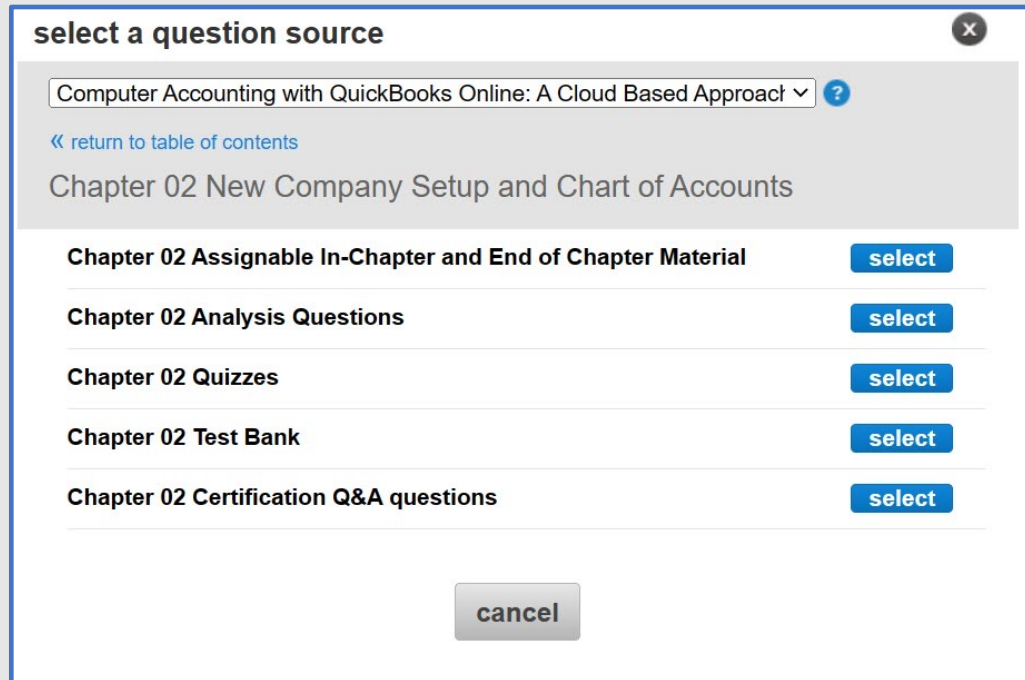 select a question source
x
Computer Accounting with QuickBooks Online: A Cloud Based Approach
?
« return to table of contents
Chapter 02 New Company Setup and Chart of Accounts
Chapter 02 Assignable In-Chapter and End of Chapter Material select
Chapter 02 Analysis Questions select
Chapter 02 Quizzes select
Chapter 02 Test Bank select
Chapter 02 Certification Q&A questions select
cancel